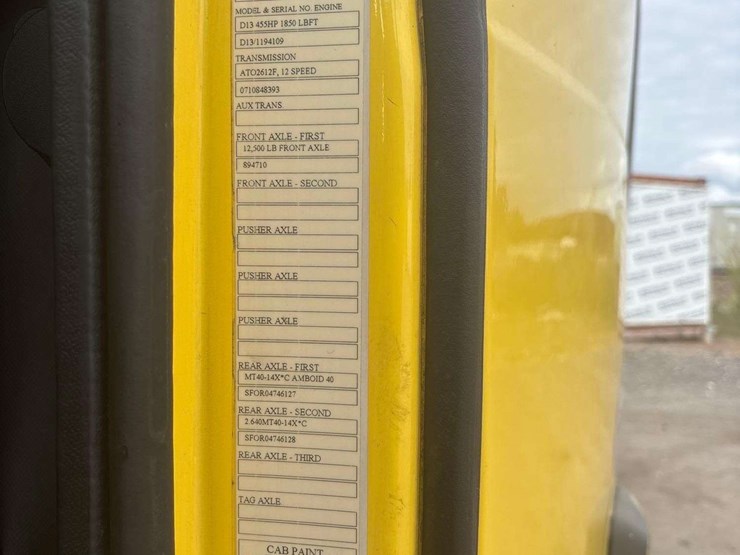 MODEL & SERIAL NO. ENGINE
D13 455HP 1850 LBFT
D13/1194109
TRANSMISSION
ATO2612F, 12 SPEED
0710848393
AUX TRANS
FRONT AXLE - FIRST
12,500 LB FRONT AXLE
894710
FRONT AXLE - SECOND
PUSHER AXLE
PUSHER AXLE
PUSHER AXLE
REAR AXLE - FIRST
MT40-14X*C AMBOID 40
SFOR04746127
REAR AXLE - SECOND
2.640MT40-14X*C
SFOR04746128
REAR AXLE - THIRD
TAG AXLE
CAB PAINT